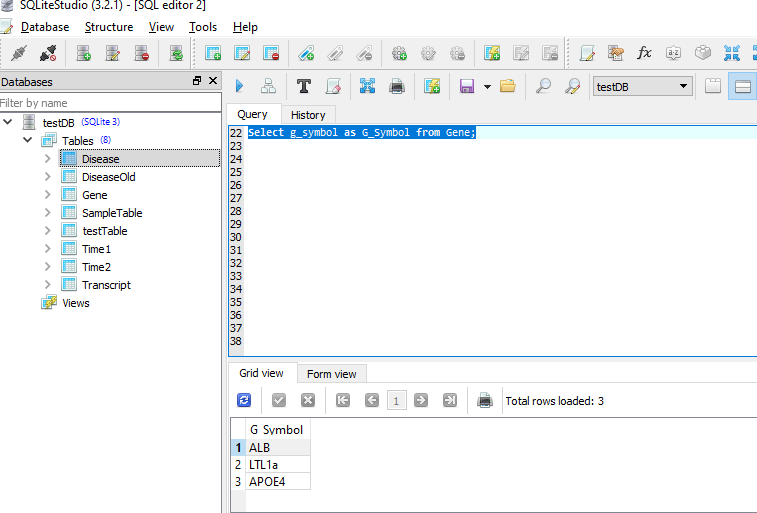 SQLiteStudio (3.2.1) - [SQL editor 2]
Database Structure View Tools Help
Databases
Filter by name
testDB (SQLite 3)
Tables (8)
Disease
DiseaseOld
Gene
SampleTable
testTable
Time1
Time2
Transcript
Views
fx a·z testDB
Query History
22 Select g_symbol as G_Symbol from Gene;
23
24
25
26
27
28
29
30
31
32
33
34
35
36
37
38
Grid view Form view
1 Total rows loaded: 3
G_Symbol
1 ALB
2 LTL1a
3 APOE4